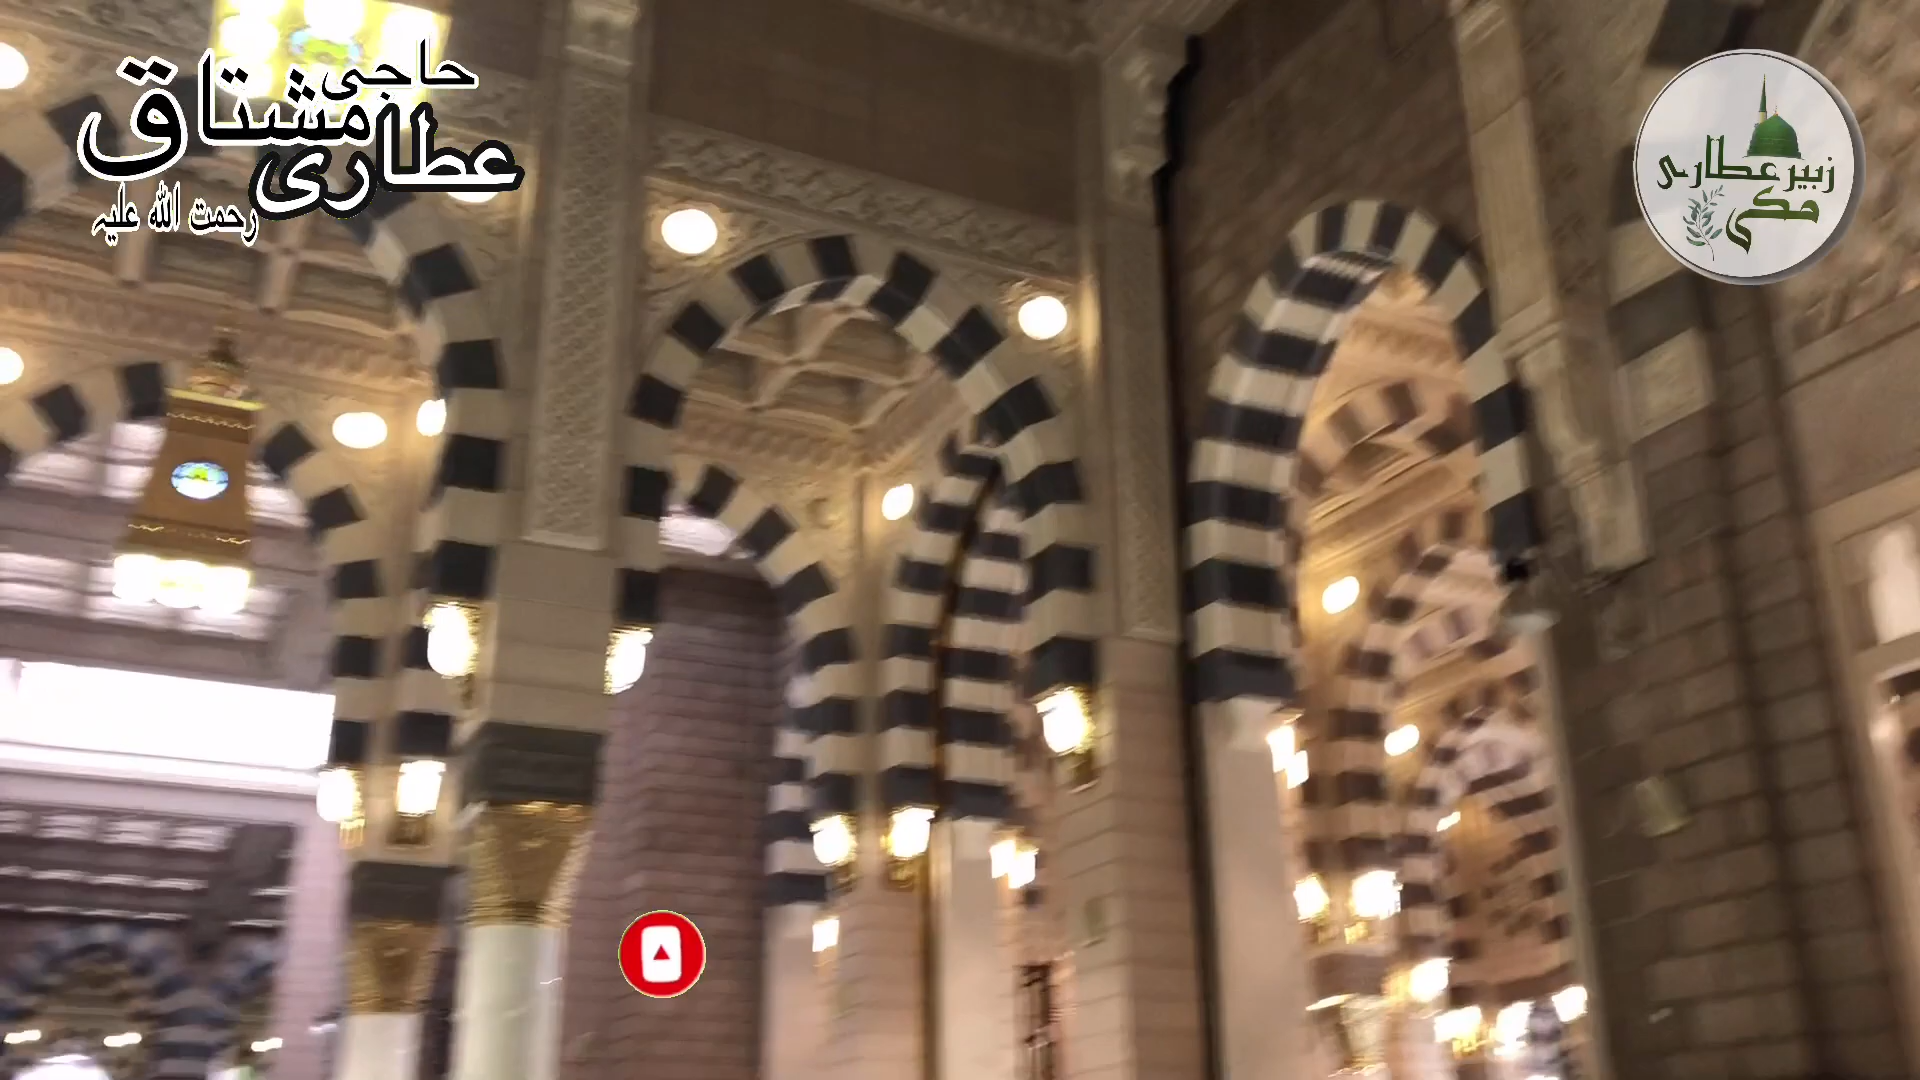 حاجی
مشتاق
عطاری
رحمت اللہ علیہ
زبیر عطاری
مکی